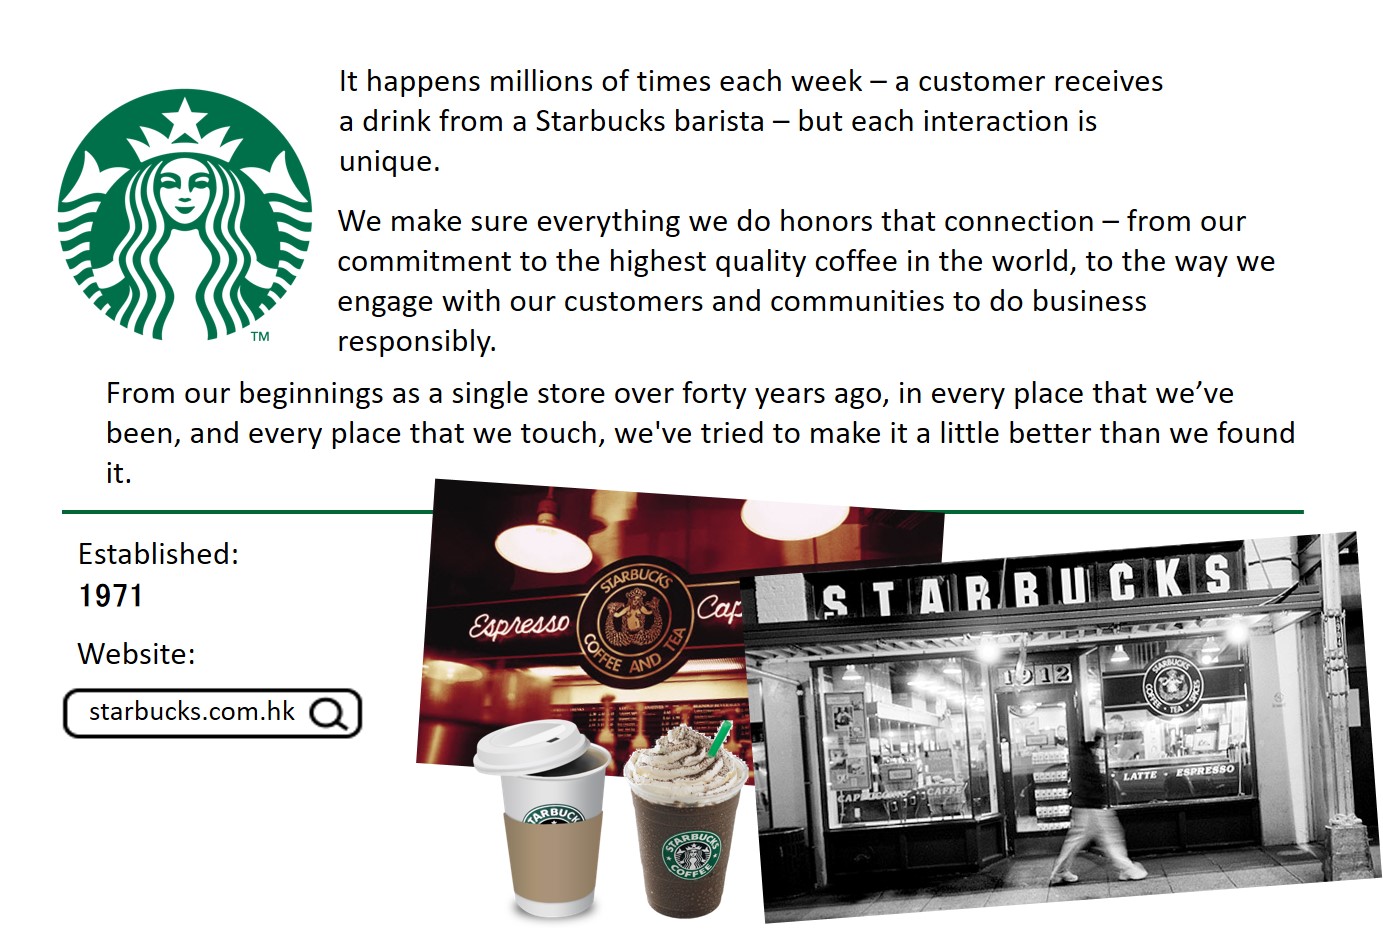 It happens millions of times each week – a customer receives
a drink from a Starbucks barista – but each interaction is
unique.
We make sure everything we do honors that connection – from our
commitment to the highest quality coffee in the world, to the way we
engage with our customers and communities to do business
responsibly.
TM
From our beginnings as a single store over forty years ago, in every place that we’ve
been, and every place that we touch, we've tried to make it a little better than we found
it.
Established:
1971
Website:
starbucks.com.hk
STARBUCKS
Espresso
Cap
COFFEE AND TEA
STARBUCKS
1912
STARBUCKS
COFFEE • TEA • SPICES
LATTE • ESPRESSO
CAPPUCCINO • CAFFE
TARBUCK
STARBUCKS
COFFEE